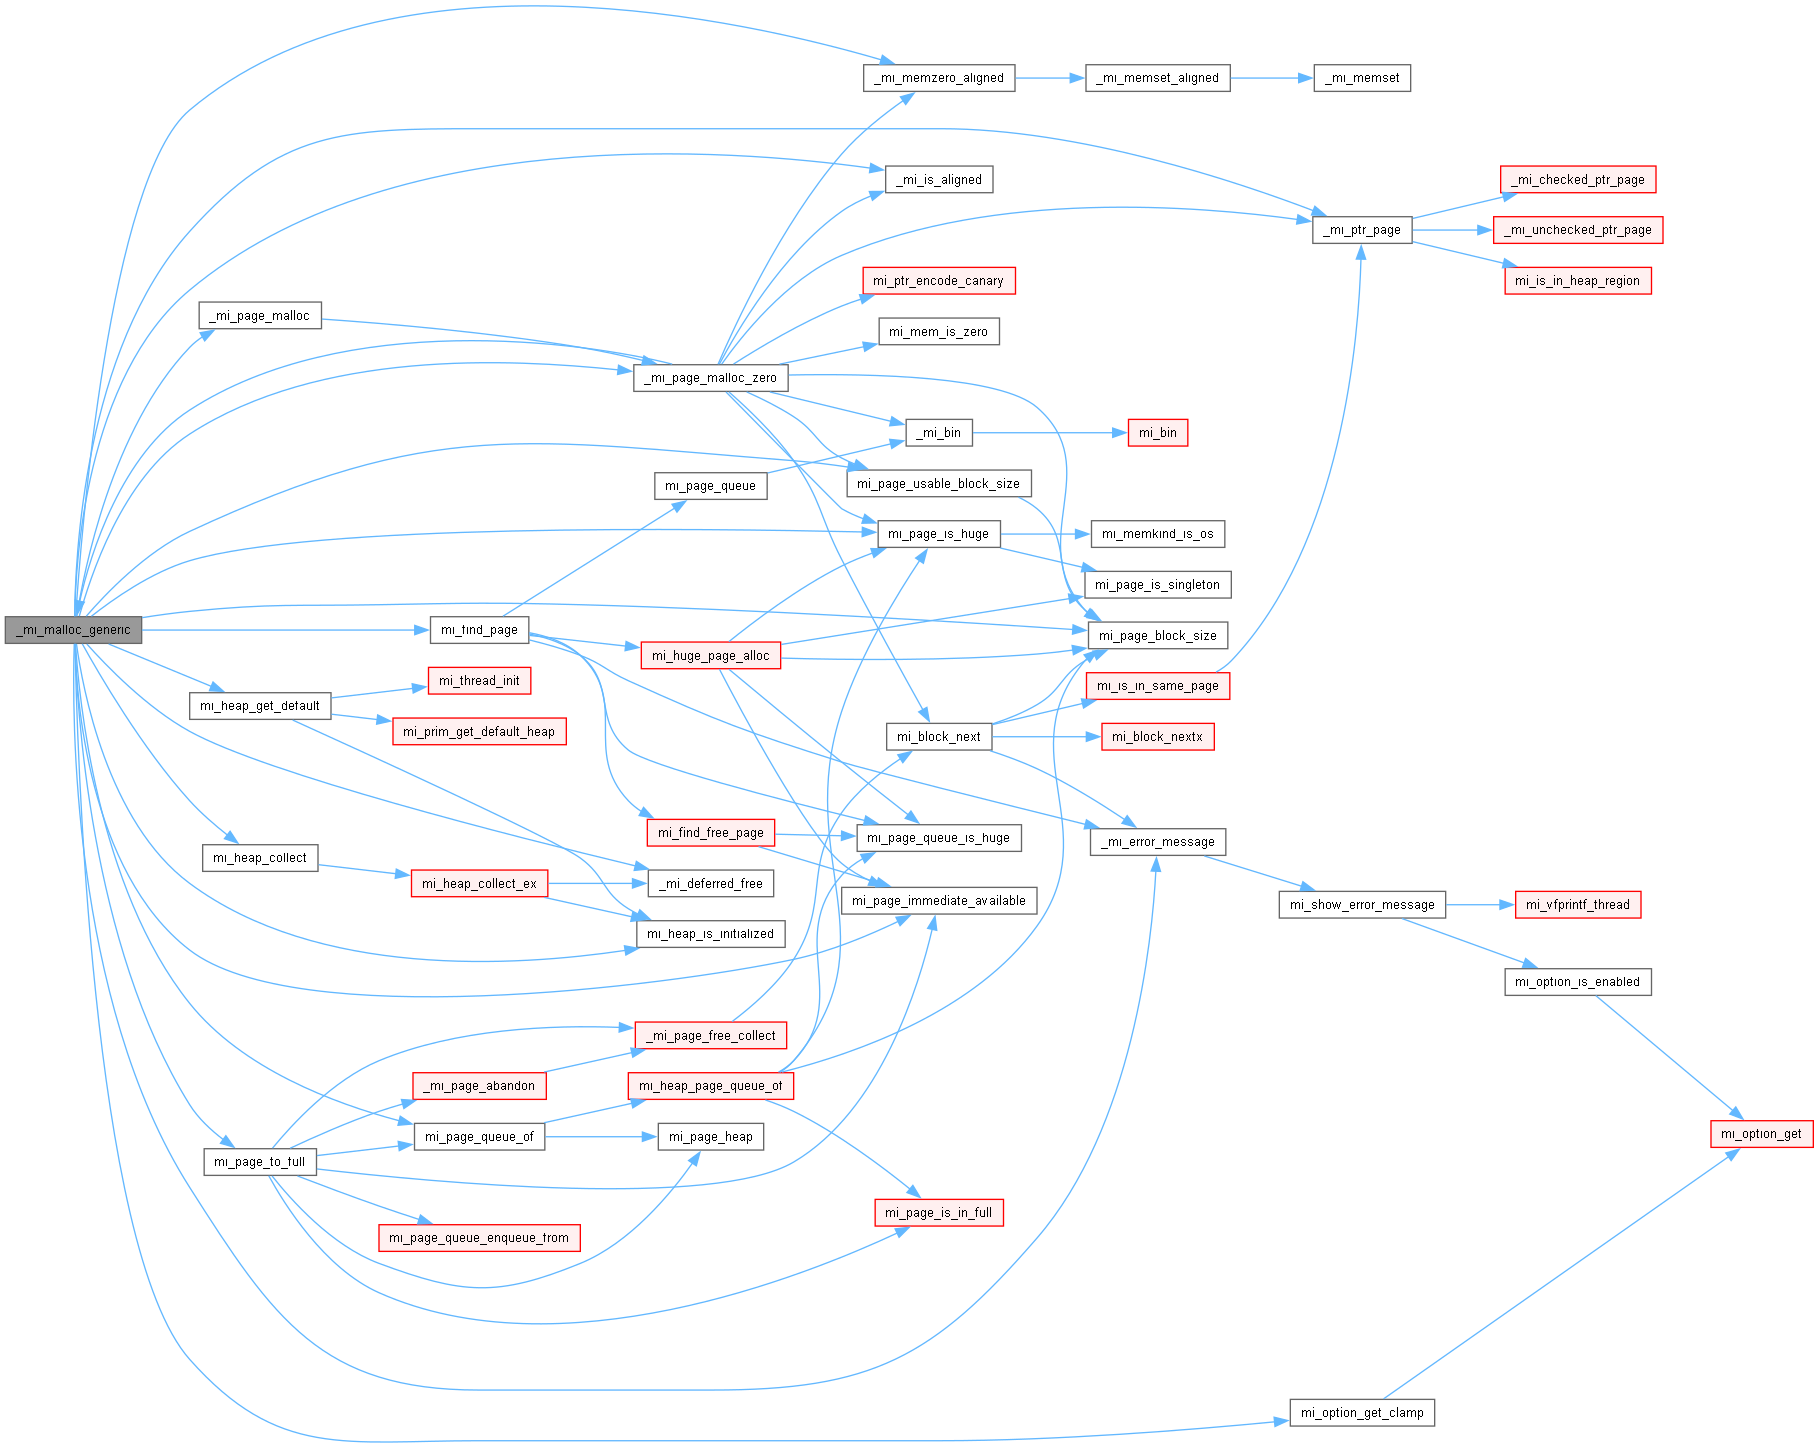 _mi_memzero_aligned
_mi_memset_aligned
_mi_memset
_mi_is_aligned
_mi_checked_ptr_page
_mi_ptr_page
_mi_unchecked_ptr_page
mi_ptr_encode_canary
mi_is_in_heap_region
_mi_page_malloc
mi_mem_is_zero
_mi_page_malloc_zero
_mi_bin
mi_bin
mi_page_queue
mi_page_usable_block_size
mi_page_is_huge
mi_memkind_is_os
mi_page_is_singleton
_mi_malloc_generic
mi_find_page
mi_page_block_size
mi_huge_page_alloc
mi_thread_init
mi_is_in_same_page
mi_heap_get_default
mi_prim_get_default_heap
mi_block_next
mi_block_nextx
mi_find_free_page
mi_page_queue_is_huge
_mi_error_message
mi_heap_collect
mi_heap_collect_ex
_mi_deferred_free
mi_page_immediate_available
mi_show_error_message
mi_vfprintf_thread
mi_heap_is_initialized
mi_option_is_enabled
_mi_page_free_collect
_mi_page_abandon
mi_heap_page_queue_of
mi_page_queue_of
mi_page_heap
mi_option_get
mi_page_to_full
mi_page_is_in_full
mi_page_queue_enqueue_from
mi_option_get_clamp